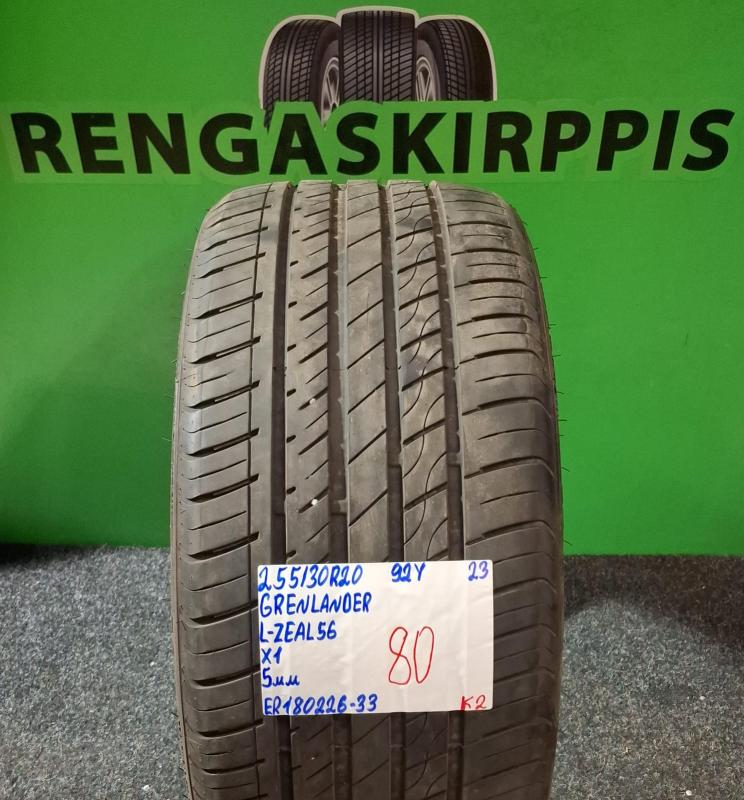 RENGASKIRPPIS
255/30R20 92Y 23
GRENLANDER
L-ZEAL56
X1
5мм
80
ER180226-33 K2